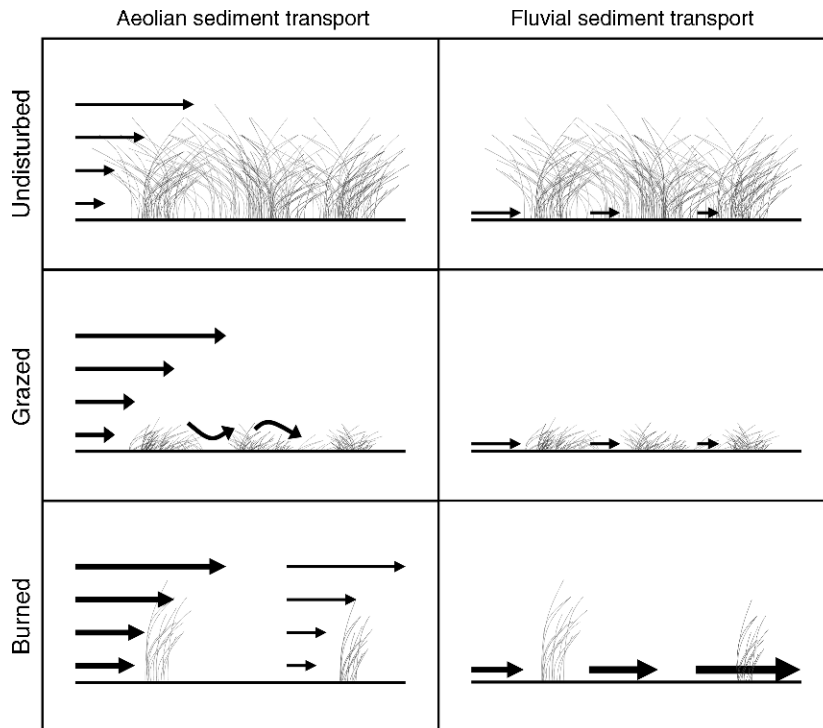 Aeolian sediment transport
Fluvial sediment transport
Undisturbed
Grazed
Burned